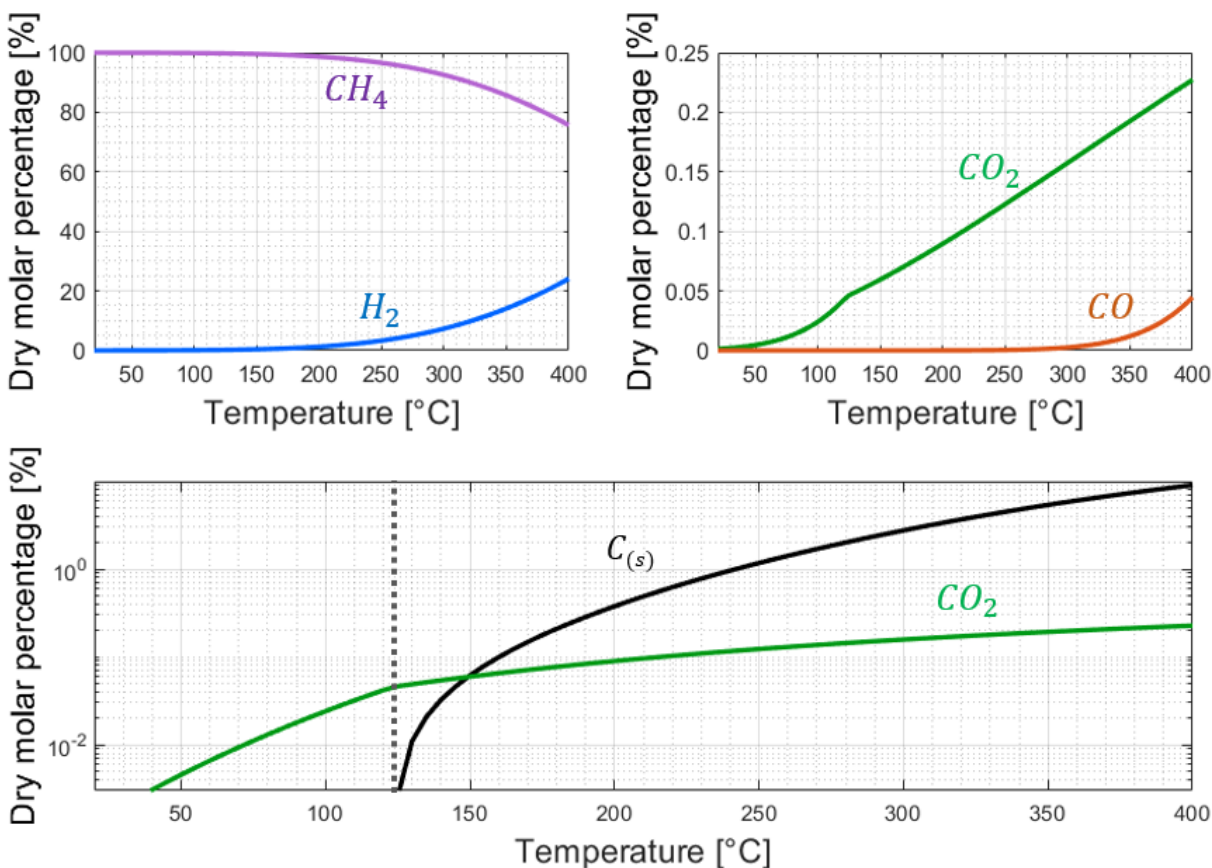 Dry molar percentage [%]
100
80
60
40
20
0
CH₄
H₂
50 100 150 200 250 300 350 400
Temperature [°C]
Dry molar percentage [%]
0.25
0.2
0.15
0.1
0.05
0
CO₂
CO
50 100 150 200 250 300 350 400
Temperature [°C]
Dry molar percentage [%]
10⁰
10⁻²
C₍s₎
CO₂
50 100 150 200 250 300 350 400
Temperature [°C]